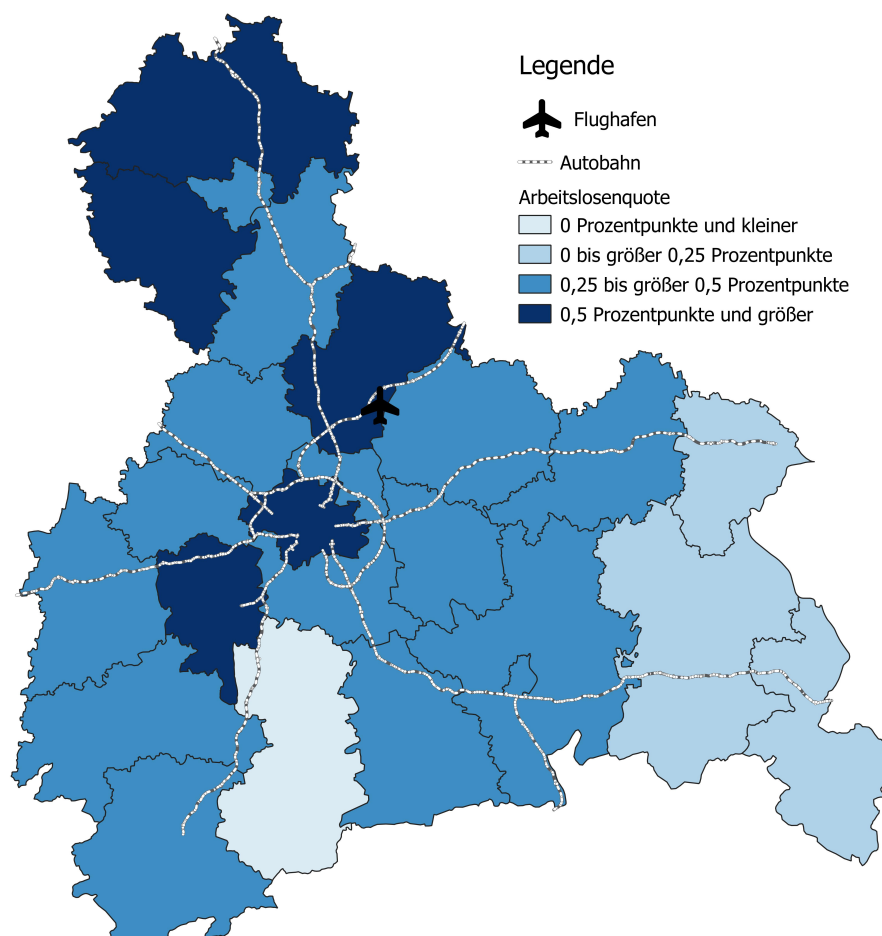 Legende
Flughafen
Autobahn
Arbeitslosenquote
0 Prozentpunkte und kleiner
0 bis größer 0,25 Prozentpunkte
0,25 bis größer 0,5 Prozentpunkte
0,5 Prozentpunkte und größer